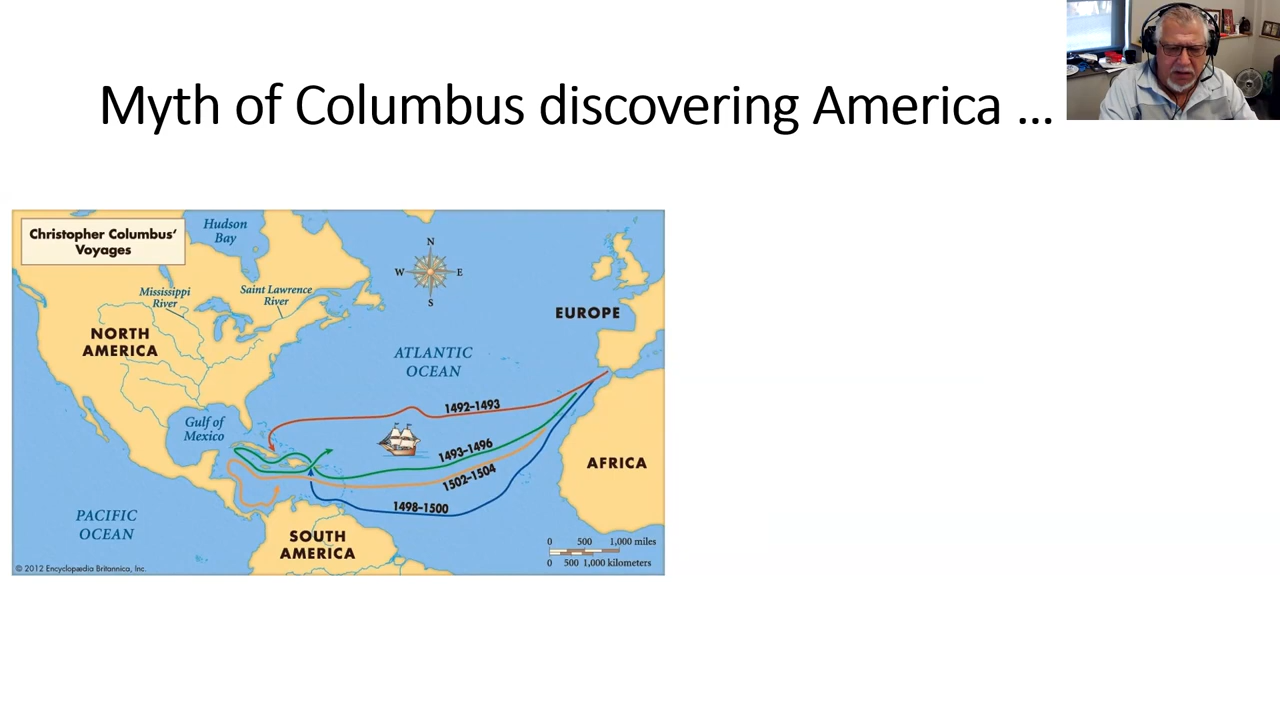 Myth of Columbus discovering America ...
Christopher Columbus'
Voyages
Hudson
Bay
Mississippi
River
Saint Lawrence
River
NORTH
AMERICA
N
W
E
S
EUROPE
ATLANTIC
OCEAN
1492–1493
Gulf of
Mexico
1493–1496
1502–1504
1498–1500
AFRICA
PACIFIC
OCEAN
SOUTH
AMERICA
0 500 1,000 miles
0 500 1,000 kilometers
© 2012 Encyclopædia Britannica, Inc.